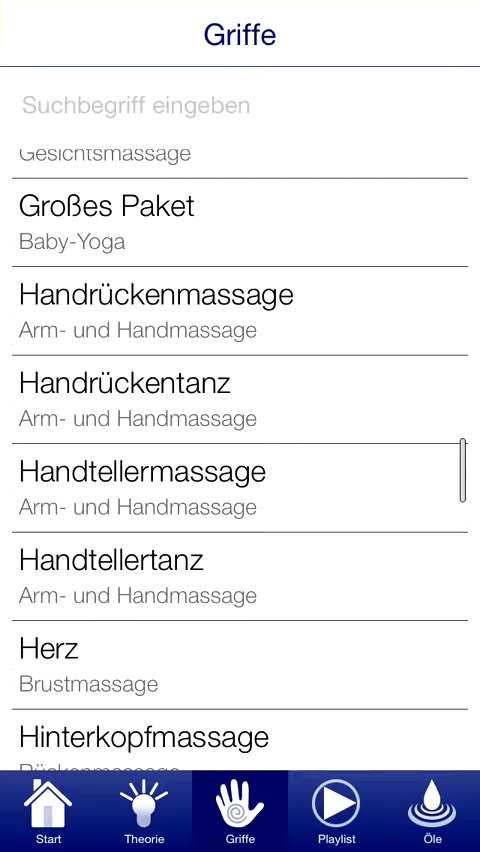 Griffe
Suchbegriff eingeben
Gesichtsmassage
Großes Paket
Baby-Yoga
Handrückenmassage
Arm- und Handmassage
Handrückentanz
Arm- und Handmassage
Handtellermassage
Arm- und Handmassage
Handtellertanz
Arm- und Handmassage
Herz
Brustmassage
Hinterkopfmassage
Rückenmassage
Start
Theorie
Griffe
Playlist
Öle